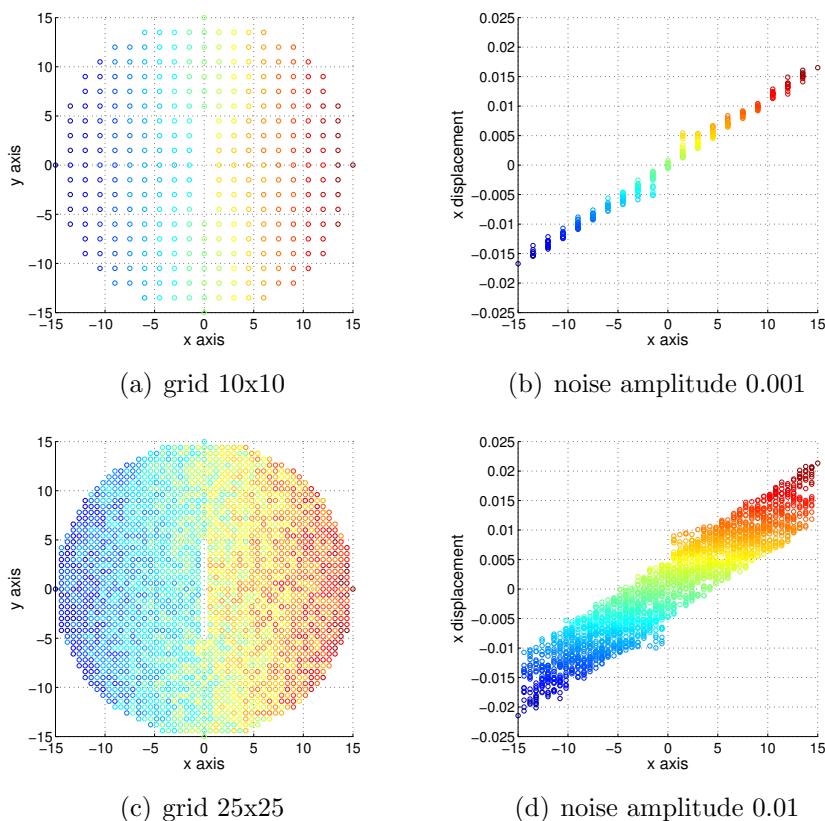 15
10
5
0
−5
−10
−15
−15 −10 −5 0 5 10 15
x axis
y axis
(a) grid 10x10
0.025
0.02
0.015
0.01
0.005
0
−0.005
−0.01
−0.015
−0.02
−0.025
−15 −10 −5 0 5 10 15
x axis
x displacement
(b) noise amplitude 0.001
15
10
5
0
−5
−10
−15
−15 −10 −5 0 5 10 15
x axis
y axis
(c) grid 25x25
0.025
0.02
0.015
0.01
0.005
0
−0.005
−0.01
−0.015
−0.02
−0.025
−15 −10 −5 0 5 10 15
x axis
x displacement
(d) noise amplitude 0.01